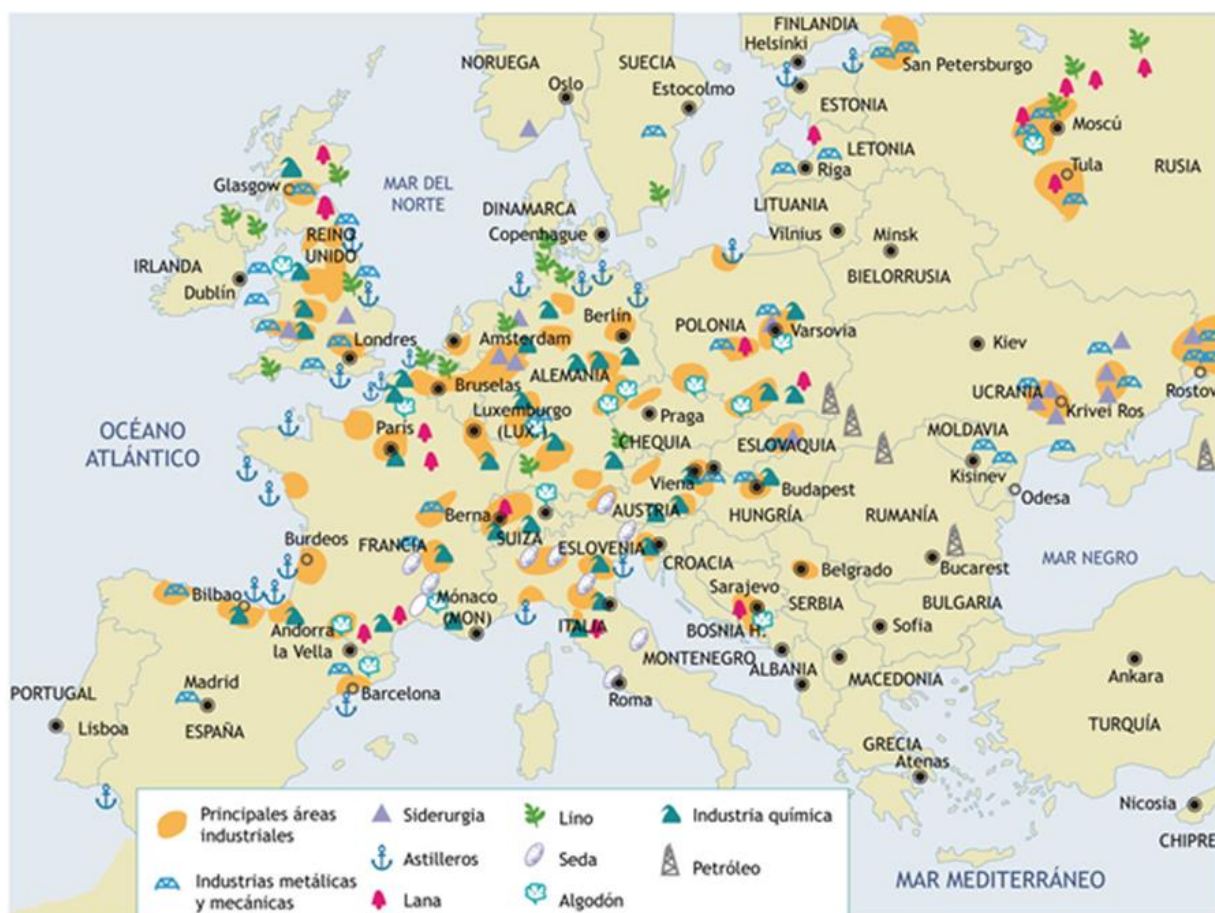 FINLANDIA
Helsinki
San Petersburgo
NORUEGA
SUECIA
Oslo
Estocolmo
ESTONIA
Moscú
LETONIA
Riga
Tula
RUSIA
Glasgow
MAR DEL
NORTE
DINAMARCA
Copenhague
LITUANIA
Vilnius
Minsk
BIELORRUSIA
REINO
UNIDO
IRLANDA
Dublín
Londres
Amsterdam
Berlín
POLONIA
Varsovia
Kiev
ALEMANIA
Bruselas
Luxemburgo
(LUX.)
Praga
CHEQUIA
UCRANIA
Krivei Ros
Rostov
OCÉANO
ATLÁNTICO
París
ESLOVAQUIA
MOLDAVIA
Kisinev
Odesa
Viena
Budapest
Berna
AUSTRIA
HUNGRÍA
RUMANÍA
SUIZA
FRANCIA
Burdeos
ESLOVENIA
CROACIA
MAR NEGRO
Belgrado
Bucarest
Bilbao
Mónaco
(MON)
Sarajevo
SERBIA
BULGARIA
Andorra
la Vella
ITALIA
BOSNIA H.
Sofia
MONTENEGRO
ALBANIA
MACEDONIA
Ankara
PORTUGAL
Madrid
Barcelona
Roma
Lisboa
ESPAÑA
TURQUÍA
GRECIA
Atenas
Nicosia
CHIPRE
MAR MEDITERRÁNEO
Principales áreas
industriales
Industrias metálicas
y mecánicas
Siderurgia
Astilleros
Lana
Lino
Seda
Algodón
Industria química
Petróleo